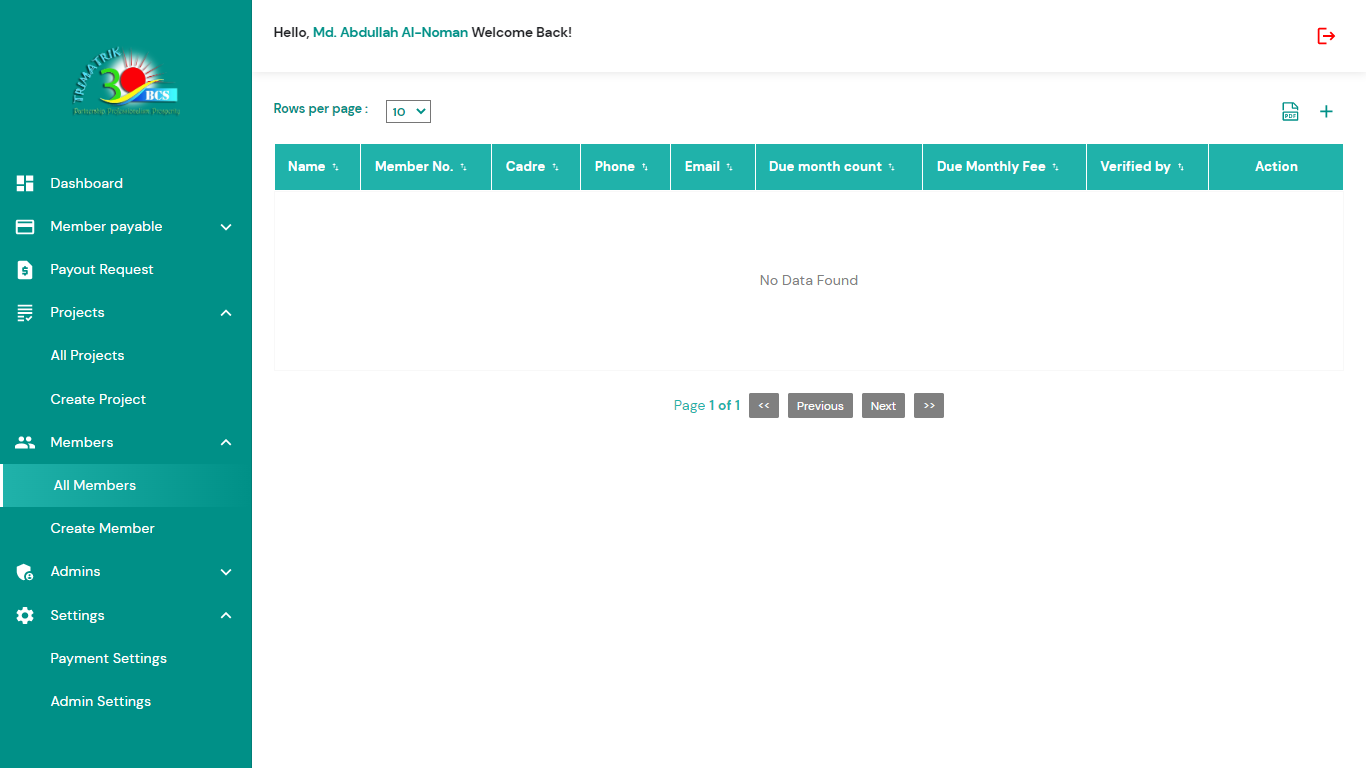 TRIMATRIK
30
BCS
Hello, Md. Abdullah Al-Noman Welcome Back!
Dashboard
Member payable
Payout Request
Projects
All Projects
Create Project
Members
All Members
Create Member
Admins
Settings
Payment Settings
Admin Settings
Rows per page : 10
PDF
Name Member No. Cadre Phone Email Due month count Due Monthly Fee Verified by Action
No Data Found
Page 1 of 1 << Previous Next >>